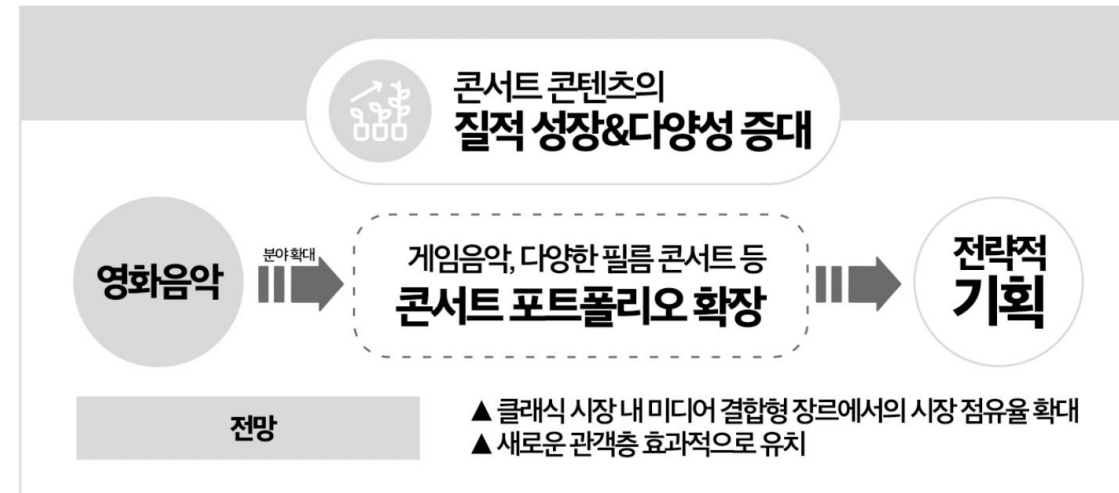 콘서트 콘텐츠의
질적 성장&다양성 증대
영화음악
분야 확대
게임음악, 다양한 필름 콘서트 등
콘서트 포트폴리오 확장
전략적
기획
전망
▲ 클래식 시장 내 미디어 결합형 장르에서의 시장 점유율 확대
▲ 새로운 관객층 효과적으로 유치